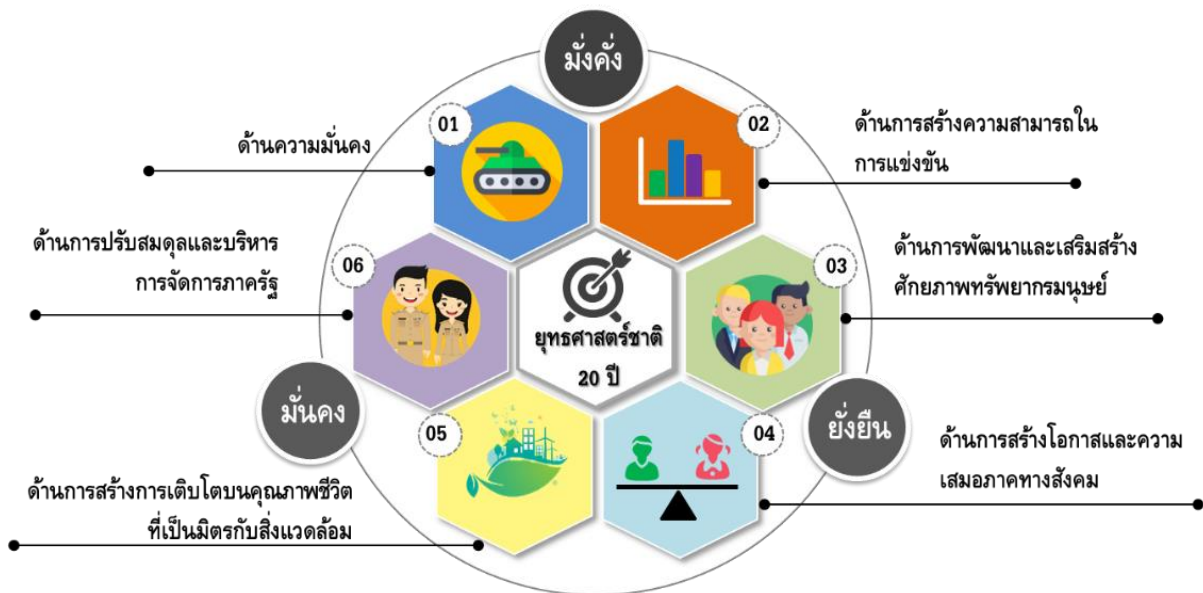 มั่งคั่ง
01
ด้านความมั่นคง
02
ด้านการสร้างความสามารถใน
การแข่งขัน
03
ด้านการพัฒนาและเสริมสร้าง
ศักยภาพทรัพยากรมนุษย์
04
ด้านการสร้างโอกาสและความ
เสมอภาคทางสังคม
05
ด้านการสร้างการเติบโตบนคุณภาพชีวิต
ที่เป็นมิตรกับสิ่งแวดล้อม
06
ด้านการปรับสมดุลและบริหาร
การจัดการภาครัฐ
ยุทธศาสตร์ชาติ
20 ปี
มั่นคง
ยั่งยืน